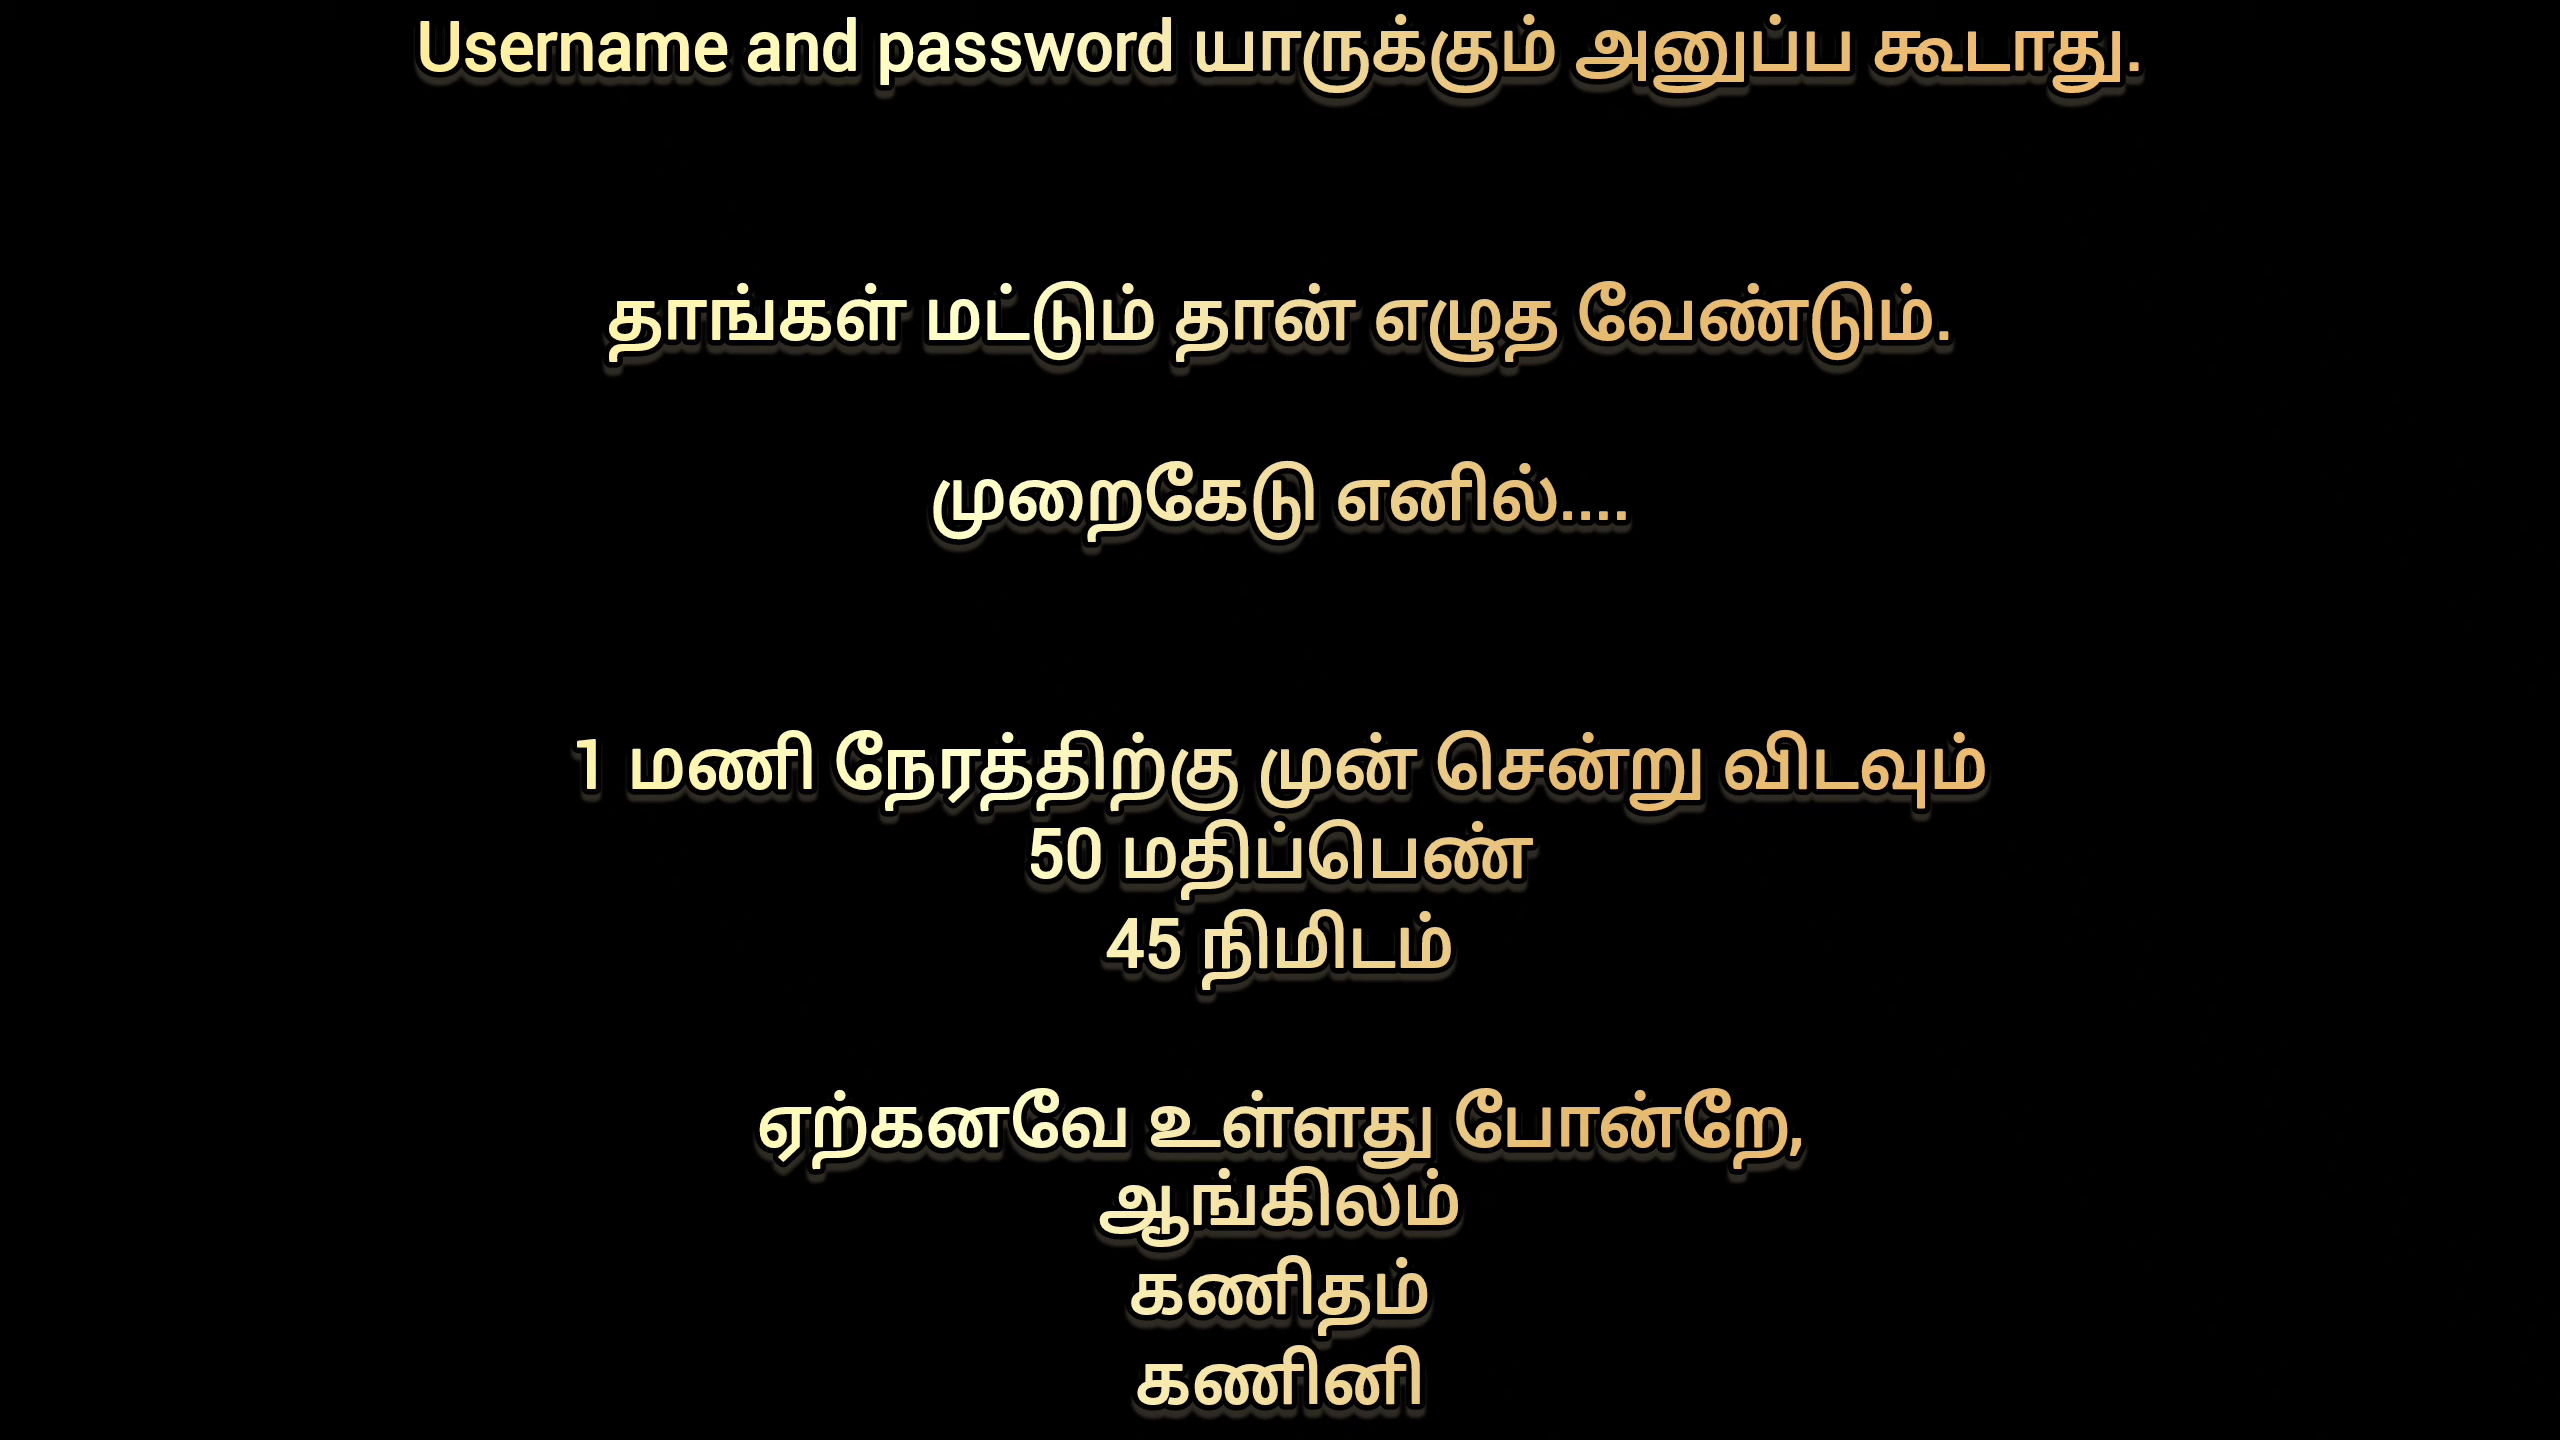 Username and password யாருக்கும் அனுப்ப கூடாது.
தாங்கள் மட்டும் தான் எழுத வேண்டும்.
முறைகேடு எனில்....
1 மணி நேரத்திற்கு முன் சென்று விடவும்
50 மதிப்பெண்
45 நிமிடம்
ஏற்கனவே உள்ளது போன்றே,
ஆங்கிலம்
கணிதம்
கணினி